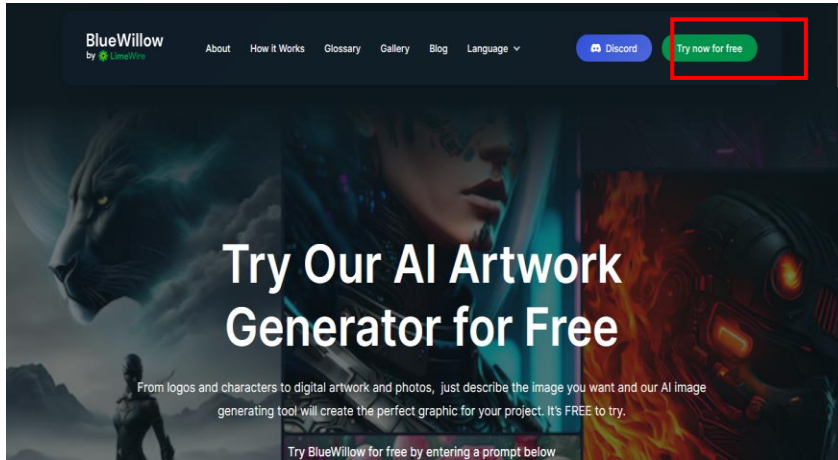 BlueWillow
by LimeWire
About How it Works Glossary Gallery Blog Language
Discord
Try now for free
Try Our AI Artwork
Generator for Free
From logos and characters to digital artwork and photos, just describe the image you want and our AI image
generating tool will create the perfect graphic for your project. It's FREE to try.
Try BlueWillow for free by entering a prompt below